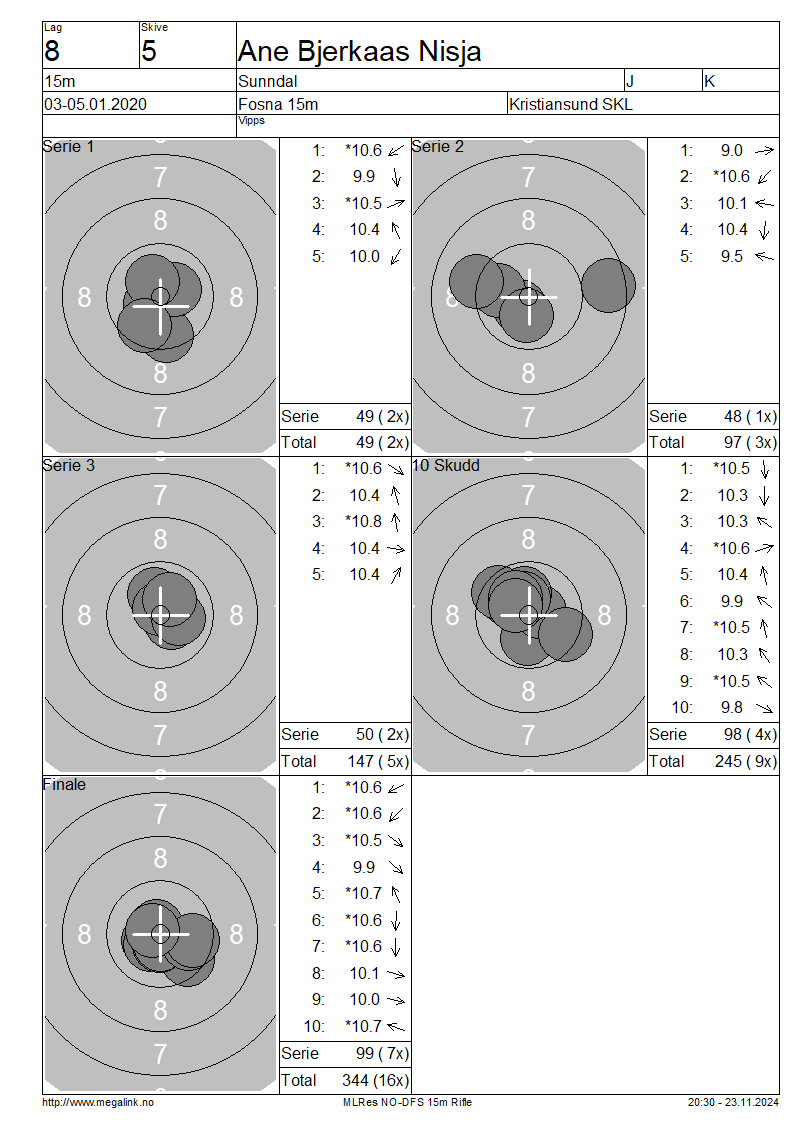 Lag
Skive
8
5
Ane Bjerkaas Nisja
15m
Sunndal
J
K
03-05.01.2020
Fosna 15m
Kristiansund SKL
Vipps
Serie 1
7
8
8 8
8
7
1: *10.6
2: 9.9
3: *10.5
4: 10.4
5: 10.0
Serie 49 ( 2x)
Total 49 ( 2x)
Serie 2
7
8
8 8
8
7
1: 9.0
2: *10.6
3: 10.1
4: 10.4
5: 9.5
Serie 48 ( 1x)
Total 97 ( 3x)
Serie 3
7
8
8 8
8
7
1: *10.6
2: 10.4
3: *10.8
4: 10.4
5: 10.4
Serie 50 ( 2x)
Total 147 ( 5x)
10 Skudd
7
8
8 8
8
7
1: *10.5
2: 10.3
3: 10.3
4: *10.6
5: 10.4
6: 9.9
7: *10.5
8: 10.3
9: *10.5
10: 9.8
Serie 98 ( 4x)
Total 245 ( 9x)
Finale
7
8
8 8
8
7
1: *10.6
2: *10.6
3: *10.5
4: 9.9
5: *10.7
6: *10.6
7: *10.6
8: 10.1
9: 10.0
10: *10.7
Serie 99 ( 7x)
Total 344 (16x)
http://www.megalink.no
MLRes NO-DFS 15m Rifle
20:30 - 23.11.2024